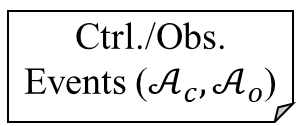 Ctrl./Obs.
Events (𝒜𝑐, 𝒜𝑜)